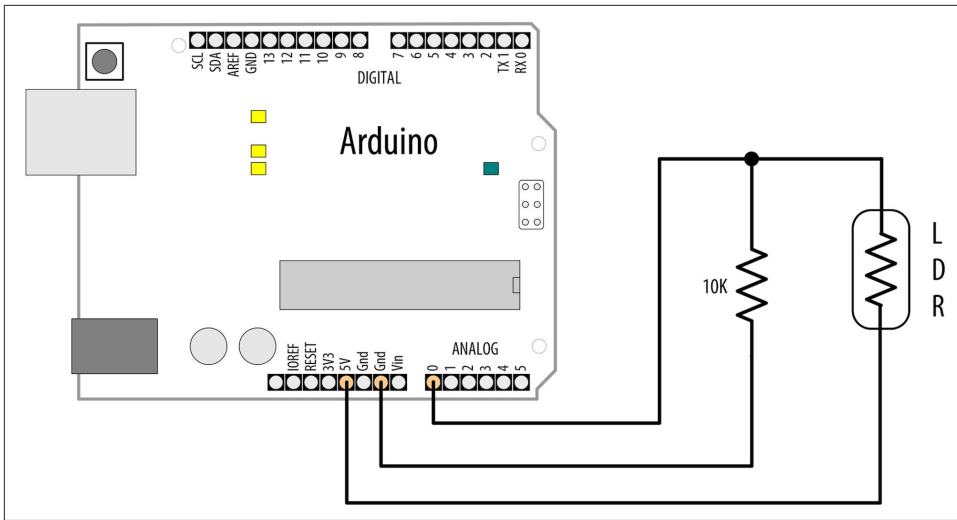 SCL SDA AREF GND 13 12 11 10 9 8 7 6 5 4 3 2 TX 1 RX 0
DIGITAL
Arduino
L
D
R
10K
ANALOG
IOREF RESET 3V3 5V Gnd Gnd Vin 0 1 2 3 4 5